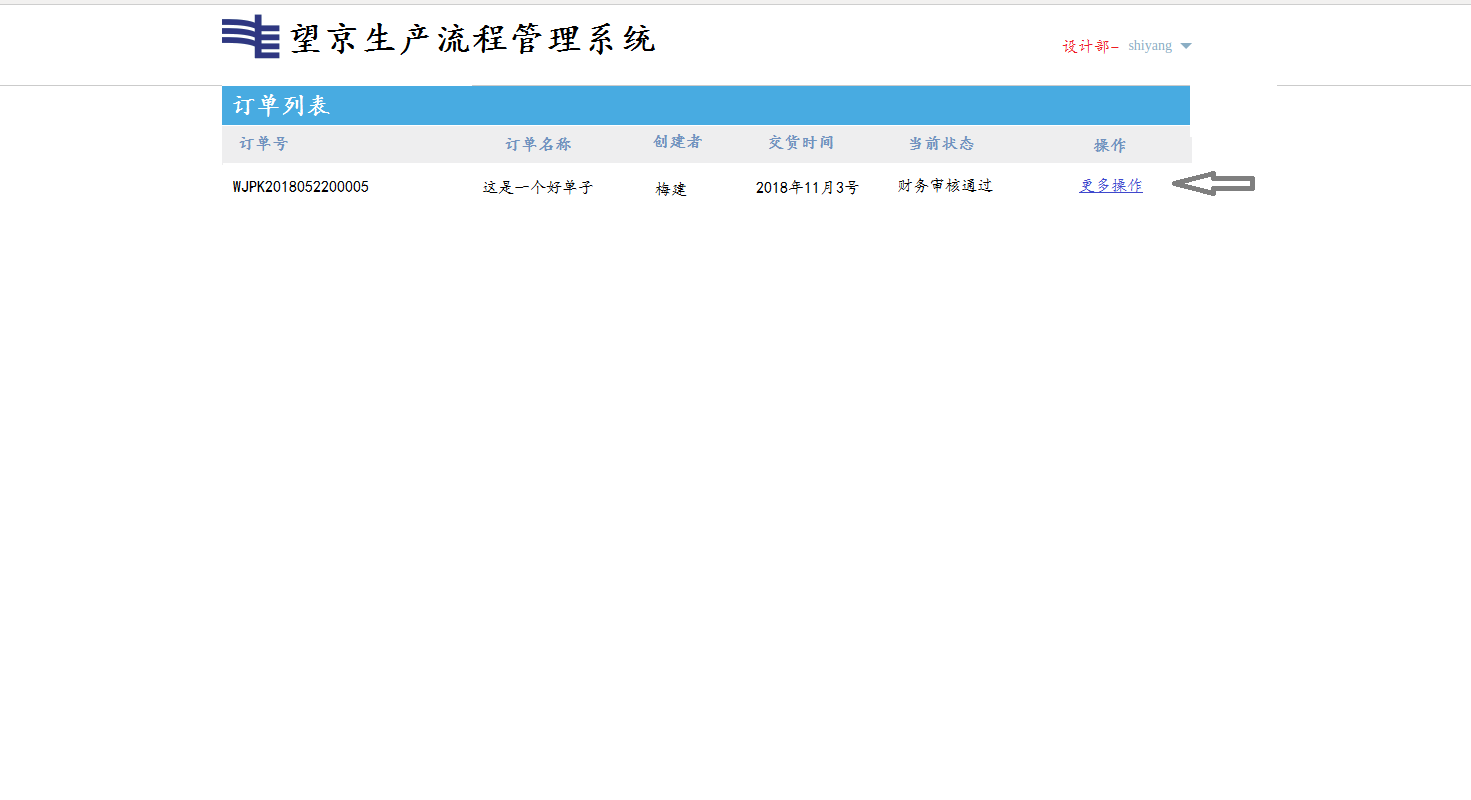 望京生产流程管理系统
设计部- shiyang
订单列表
订单号 订单名称 创建者 交货时间 当前状态 操作
WJPK2018052200005 这是一个好单子 梅建 2018年11月3号 财务审核通过 更多操作